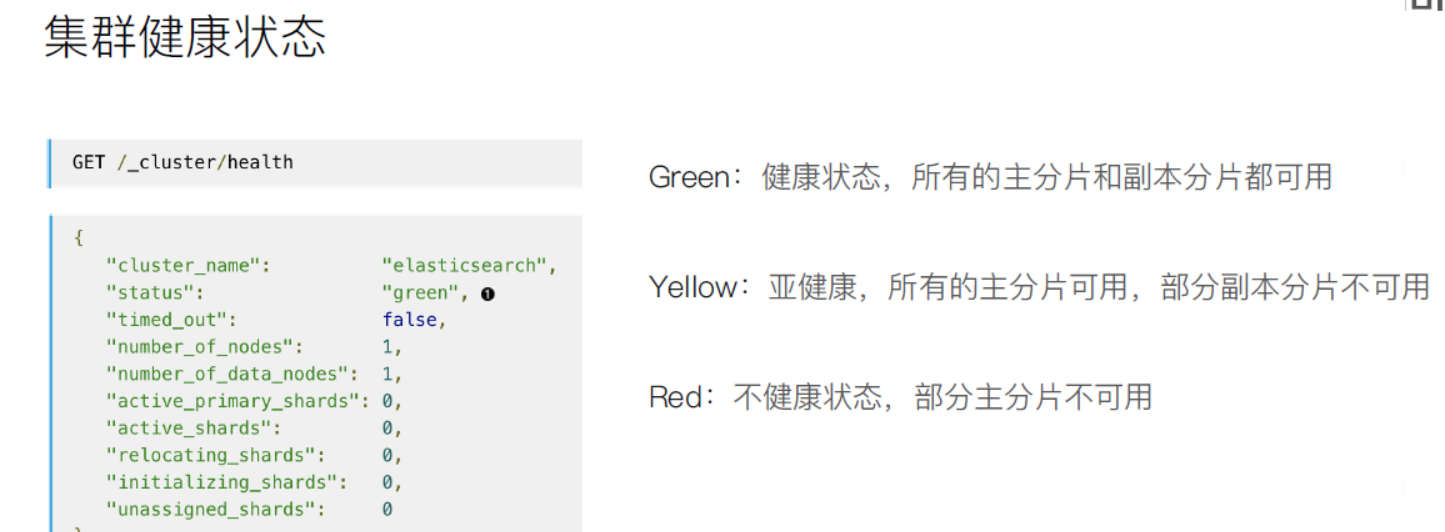 集群健康状态
GET /_cluster/health
{
"cluster_name": "elasticsearch",
"status": "green", ❶
"timed_out": false,
"number_of_nodes": 1,
"number_of_data_nodes": 1,
"active_primary_shards": 0,
"active_shards": 0,
"relocating_shards": 0,
"initializing_shards": 0,
"unassigned_shards": 0
Green：健康状态，所有的主分片和副本分片都可用
Yellow：亚健康，所有的主分片可用，部分副本分片不可用
Red：不健康状态，部分主分片不可用